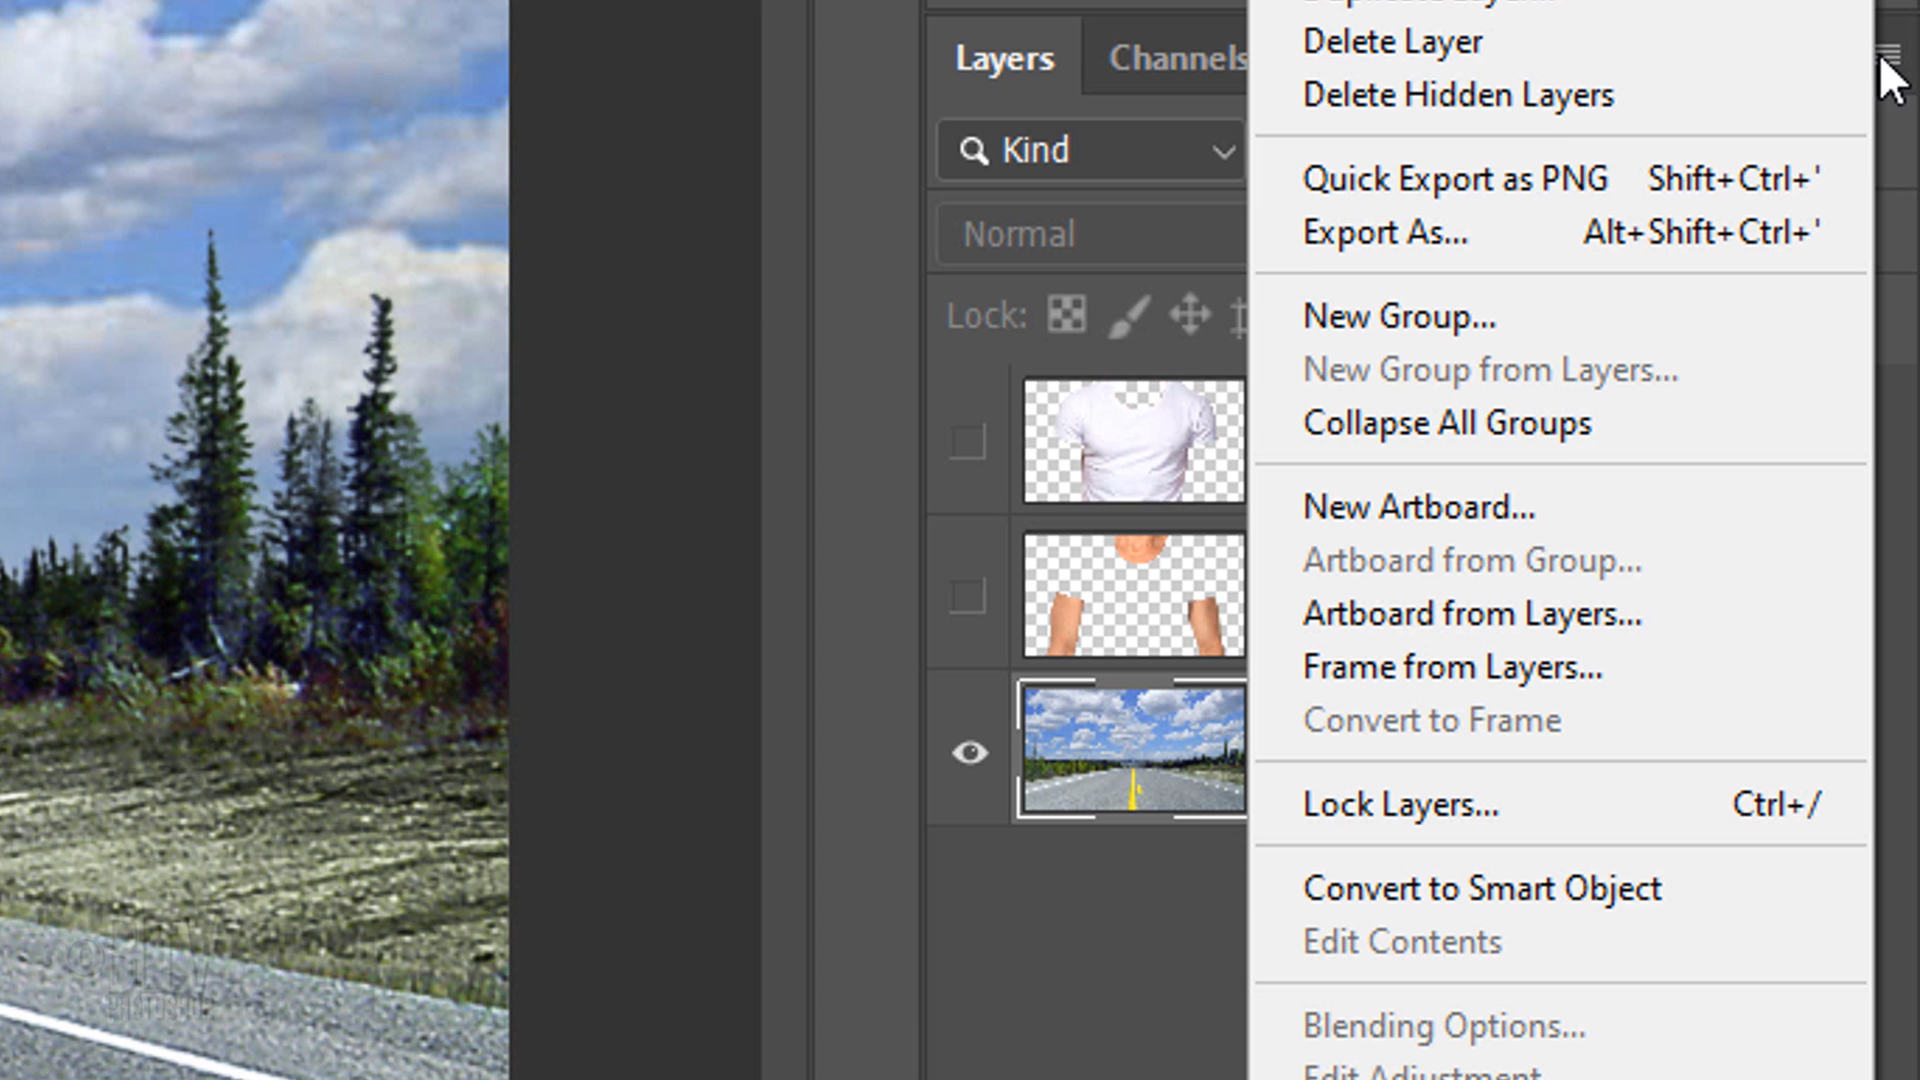 Layers
Channels
Kind
Normal
Lock:
Delete Layer
Delete Hidden Layers
Quick Export as PNG Shift+Ctrl+'
Export As... Alt+Shift+Ctrl+'
New Group...
New Group from Layers...
Collapse All Groups
New Artboard...
Artboard from Group...
Artboard from Layers...
Frame from Layers...
Convert to Frame
Lock Layers... Ctrl+/
Convert to Smart Object
Edit Contents
Blending Options...
Edit Adjustment...
PHOTOSHOP